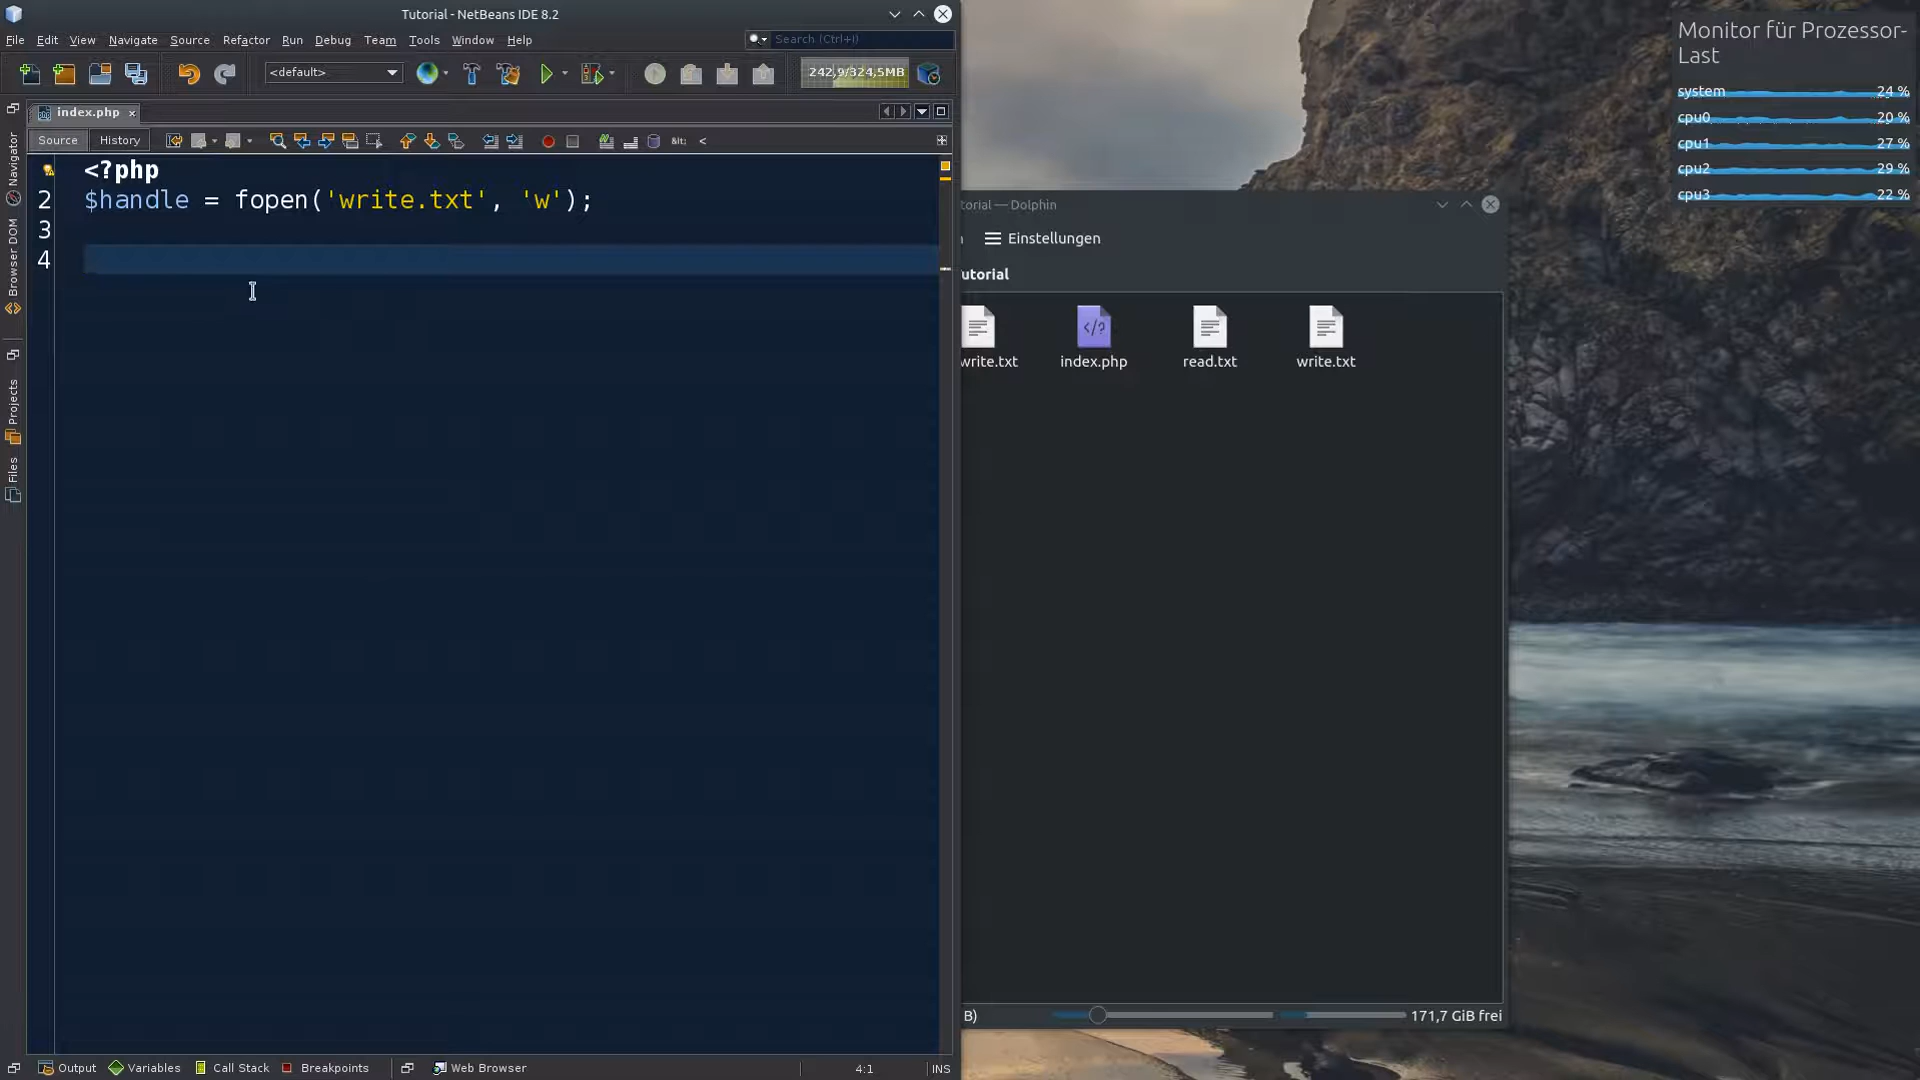 Tutorial - NetBeans IDE 8.2
File Edit View Navigate Source Refactor Run Debug Team Tools Window Help
Search (Ctrl+I)
<default>
242,9/324,5MB
index.php
Source History
<?php
2 $handle = fopen('write.txt', 'w');
3
4
Navigator
Browser DOM
Projects
Files
Output Variables Call Stack Breakpoints Web Browser
4:1 INS
torial — Dolphin
Einstellungen
utorial
write.txt index.php read.txt write.txt
B) 171,7 GiB frei
Monitor für Prozessor-
Last
system 24 %
cpu0 20 %
cpu1 27 %
cpu2 29 %
cpu3 22 %